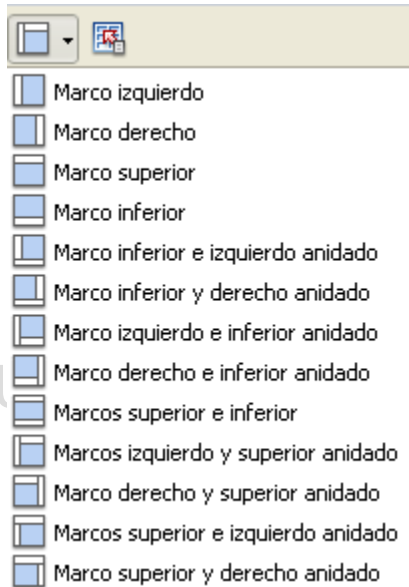 Marco izquierdo
Marco derecho
Marco superior
Marco inferior
Marco inferior e izquierdo anidado
Marco inferior y derecho anidado
Marco izquierdo e inferior anidado
Marco derecho e inferior anidado
Marcos superior e inferior
Marcos izquierdo y superior anidado
Marco derecho y superior anidado
Marcos superior e izquierdo anidado
Marco superior y derecho anidado